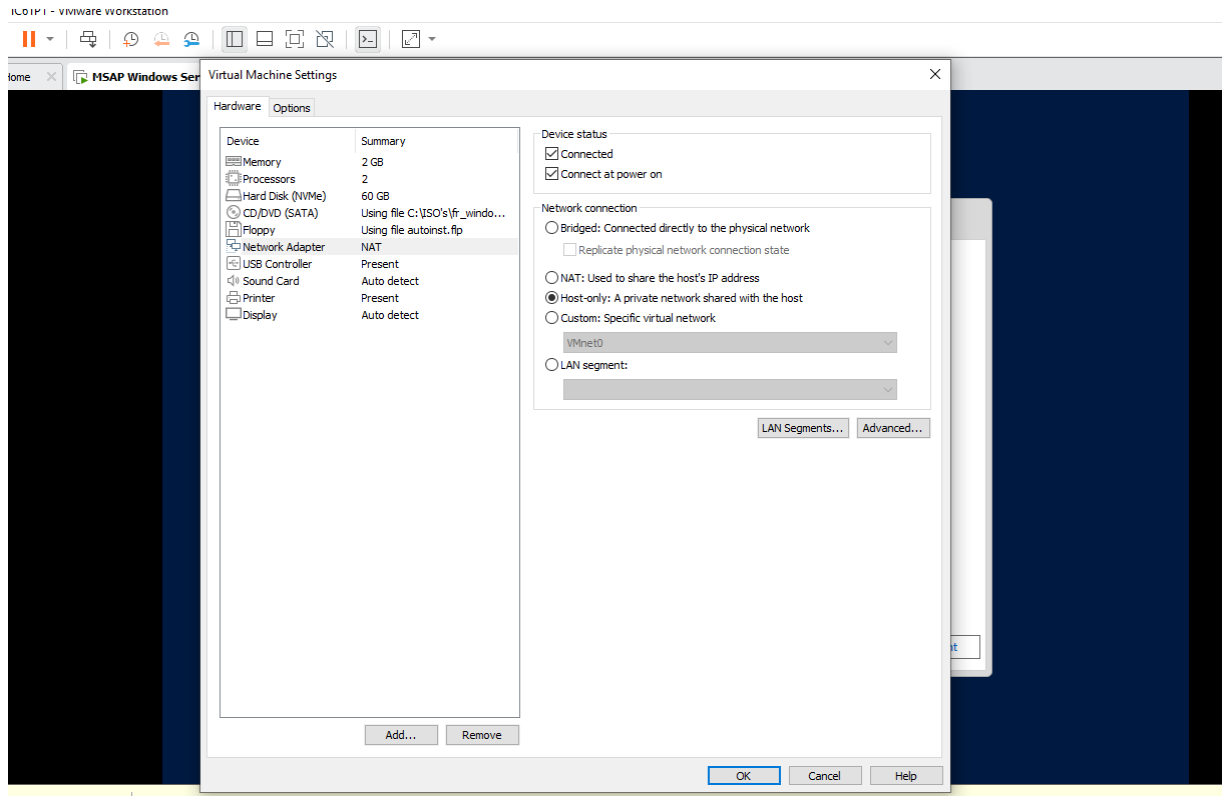 IC61P1 - VMware Workstation
Home
MSAP Windows Ser
Virtual Machine Settings
Hardware Options
Device Summary
Memory 2 GB
Processors 2
Hard Disk (NVMe) 60 GB
CD/DVD (SATA) Using file C:\ISO's\fr_windo...
Floppy Using file autoinst.flp
Network Adapter NAT
USB Controller Present
Sound Card Auto detect
Printer Present
Display Auto detect
Add... Remove
Device status
Connected
Connect at power on
Network connection
Bridged: Connected directly to the physical network
Replicate physical network connection state
NAT: Used to share the host's IP address
Host-only: A private network shared with the host
Custom: Specific virtual network
VMnet0
LAN segment:
LAN Segments... Advanced...
OK Cancel Help